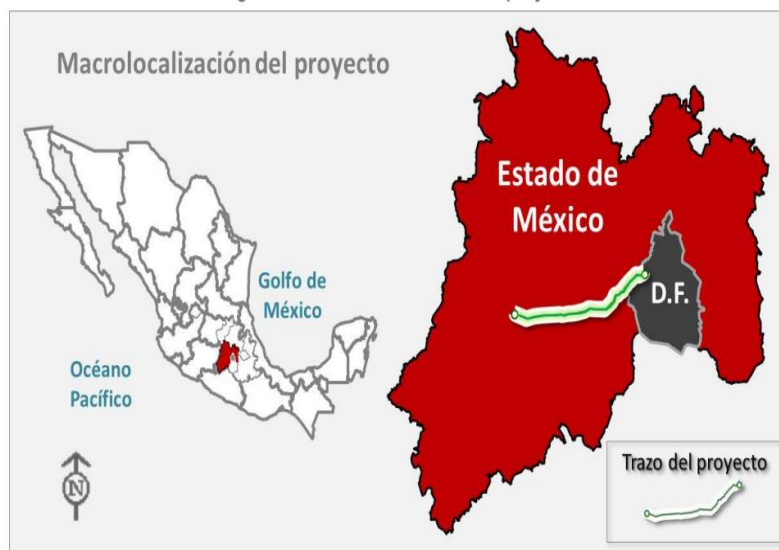 Macrolocalización del proyecto
Golfo de
México
Océano
Pacífico
N
Estado de
México
D.F.
Trazo del proyecto